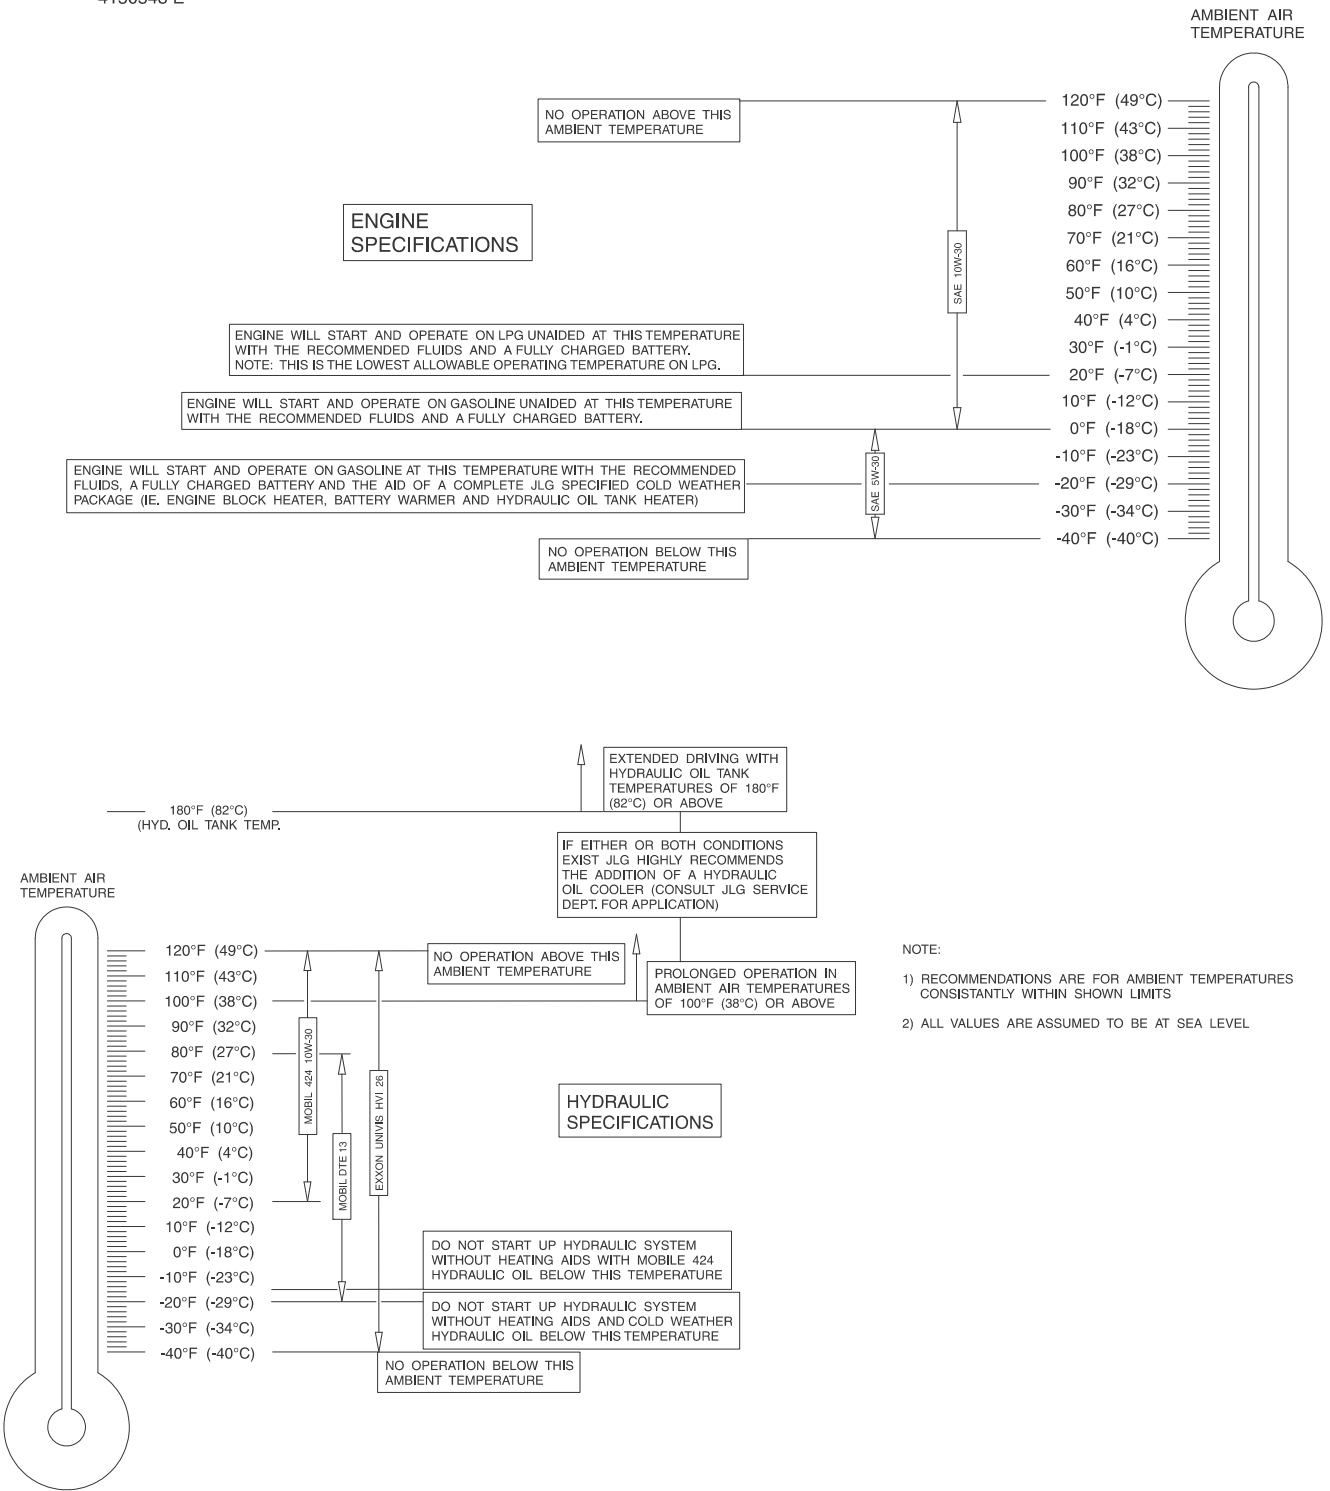 AMBIENT AIR
TEMPERATURE
120°F (49°C)
110°F (43°C)
100°F (38°C)
90°F (32°C)
80°F (27°C)
70°F (21°C)
60°F (16°C)
50°F (10°C)
40°F (4°C)
30°F (-1°C)
20°F (-7°C)
10°F (-12°C)
0°F (-18°C)
-10°F (-23°C)
-20°F (-29°C)
-30°F (-34°C)
-40°F (-40°C)
NO OPERATION ABOVE THIS
AMBIENT TEMPERATURE
ENGINE
SPECIFICATIONS
SAE 10W-30
ENGINE WILL START AND OPERATE ON LPG UNAIDED AT THIS TEMPERATURE
WITH THE RECOMMENDED FLUIDS AND A FULLY CHARGED BATTERY.
NOTE: THIS IS THE LOWEST ALLOWABLE OPERATING TEMPERATURE ON LPG.
ENGINE WILL START AND OPERATE ON GASOLINE UNAIDED AT THIS TEMPERATURE
WITH THE RECOMMENDED FLUIDS AND A FULLY CHARGED BATTERY.
SAE 5W-30
ENGINE WILL START AND OPERATE ON GASOLINE AT THIS TEMPERATURE WITH THE RECOMMENDED
FLUIDS, A FULLY CHARGED BATTERY AND THE AID OF A COMPLETE JLG SPECIFIED COLD WEATHER
PACKAGE (IE. ENGINE BLOCK HEATER, BATTERY WARMER AND HYDRAULIC OIL TANK HEATER)
NO OPERATION BELOW THIS
AMBIENT TEMPERATURE
EXTENDED DRIVING WITH
HYDRAULIC OIL TANK
TEMPERATURES OF 180°F
(82°C) OR ABOVE
180°F (82°C)
(HYD. OIL TANK TEMP.
IF EITHER OR BOTH CONDITIONS
EXIST JLG HIGHLY RECOMMENDS
THE ADDITION OF A HYDRAULIC
OIL COOLER (CONSULT JLG SERVICE
DEPT. FOR APPLICATION)
AMBIENT AIR
TEMPERATURE
120°F (49°C)
110°F (43°C)
100°F (38°C)
90°F (32°C)
80°F (27°C)
70°F (21°C)
60°F (16°C)
50°F (10°C)
40°F (4°C)
30°F (-1°C)
20°F (-7°C)
10°F (-12°C)
0°F (-18°C)
-10°F (-23°C)
-20°F (-29°C)
-30°F (-34°C)
-40°F (-40°C)
NO OPERATION ABOVE THIS
AMBIENT TEMPERATURE
PROLONGED OPERATION IN
AMBIENT AIR TEMPERATURES
OF 100°F (38°C) OR ABOVE
NOTE:
1) RECOMMENDATIONS ARE FOR AMBIENT TEMPERATURES
CONSISTANTLY WITHIN SHOWN LIMITS
2) ALL VALUES ARE ASSUMED TO BE AT SEA LEVEL
MOBIL 424 10W-30
MOBIL DTE 13
EXXON UNIVIS HVI 26
HYDRAULIC
SPECIFICATIONS
DO NOT START UP HYDRAULIC SYSTEM
WITHOUT HEATING AIDS WITH MOBILE 424
HYDRAULIC OIL BELOW THIS TEMPERATURE
DO NOT START UP HYDRAULIC SYSTEM
WITHOUT HEATING AIDS AND COLD WEATHER
HYDRAULIC OIL BELOW THIS TEMPERATURE
NO OPERATION BELOW THIS
AMBIENT TEMPERATURE